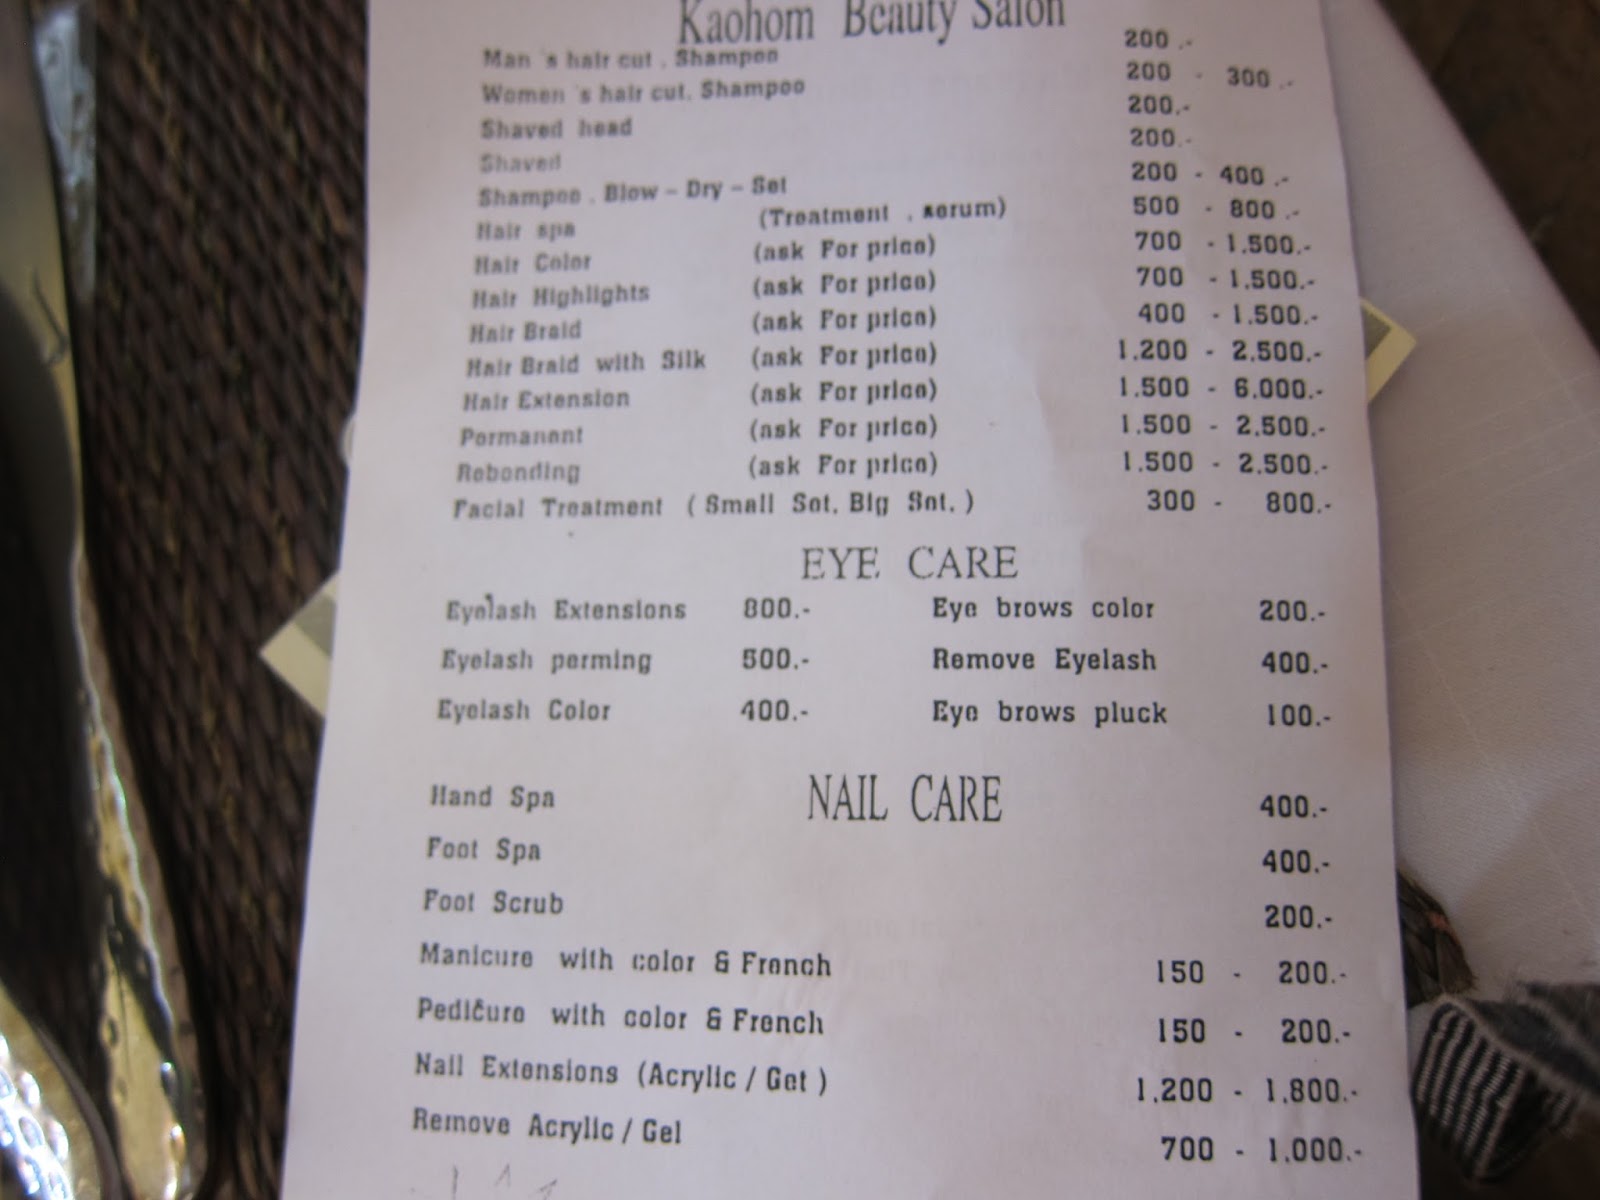 Kaohom Beauty Salon
Man 's hair cut . Shampoo 200 .-
Women 's hair cut. Shampoo 200 - 300 .-
Shaved head 200.-
Shaved 200.-
Shampoo . Blow - Dry - Set 200 - 400 .-
Hair spa (Treatment , serum) 500 - 800 .-
Hair Color (ask For price) 700 - 1.500.-
Hair Highlights (ask For price) 700 - 1.500.-
Hair Braid (ask For price) 400 - 1.500.-
Hair Braid with Silk (ask For price) 1.200 - 2.500.-
Hair Extension (ask For price) 1.500 - 6.000.-
Permanent (ask For price) 1.500 - 2.500.-
Rebonding (ask For price) 1.500 - 2.500.-
Facial Treatment ( Small Set. Big Set. ) 300 - 800.-
EYE CARE
Eyelash Extensions 800.- Eye brows color 200.-
Eyelash perming 500.- Remove Eyelash 400.-
Eyelash Color 400.- Eye brows pluck 100.-
NAIL CARE
Hand Spa 400.-
Foot Spa 400.-
Foot Scrub 200.-
Manicure with color & French 150 - 200.-
Pedicure with color & French 150 - 200.-
Nail Extensions (Acrylic / Get ) 1.200 - 1.800.-
Remove Acrylic / Gel 700 - 1.000.-